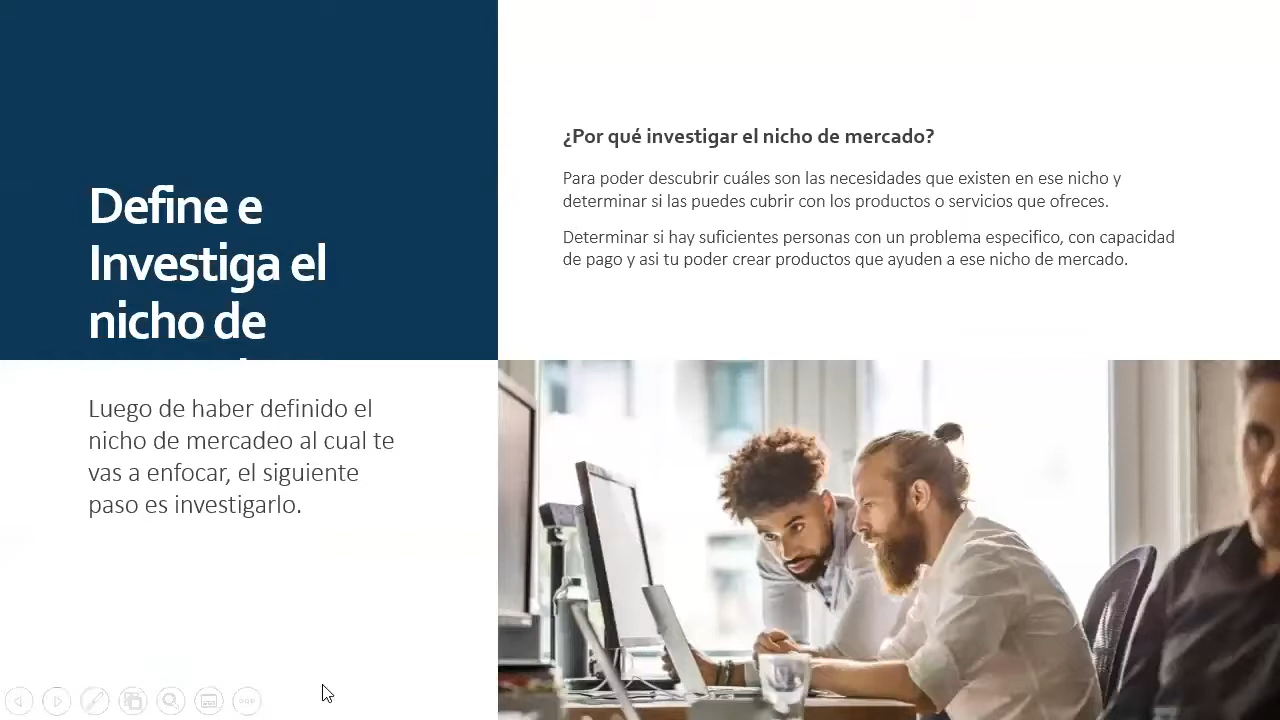 Define e
Investiga el
nicho de
Luego de haber definido el
nicho de mercadeo al cual te
vas a enfocar, el siguiente
paso es investigarlo.
¿Por qué investigar el nicho de mercado?
Para poder descubrir cuáles son las necesidades que existen en ese nicho y
determinar si las puedes cubrir con los productos o servicios que ofreces.
Determinar si hay suficientes personas con un problema especifico, con capacidad
de pago y asi tu poder crear productos que ayuden a ese nicho de mercado.